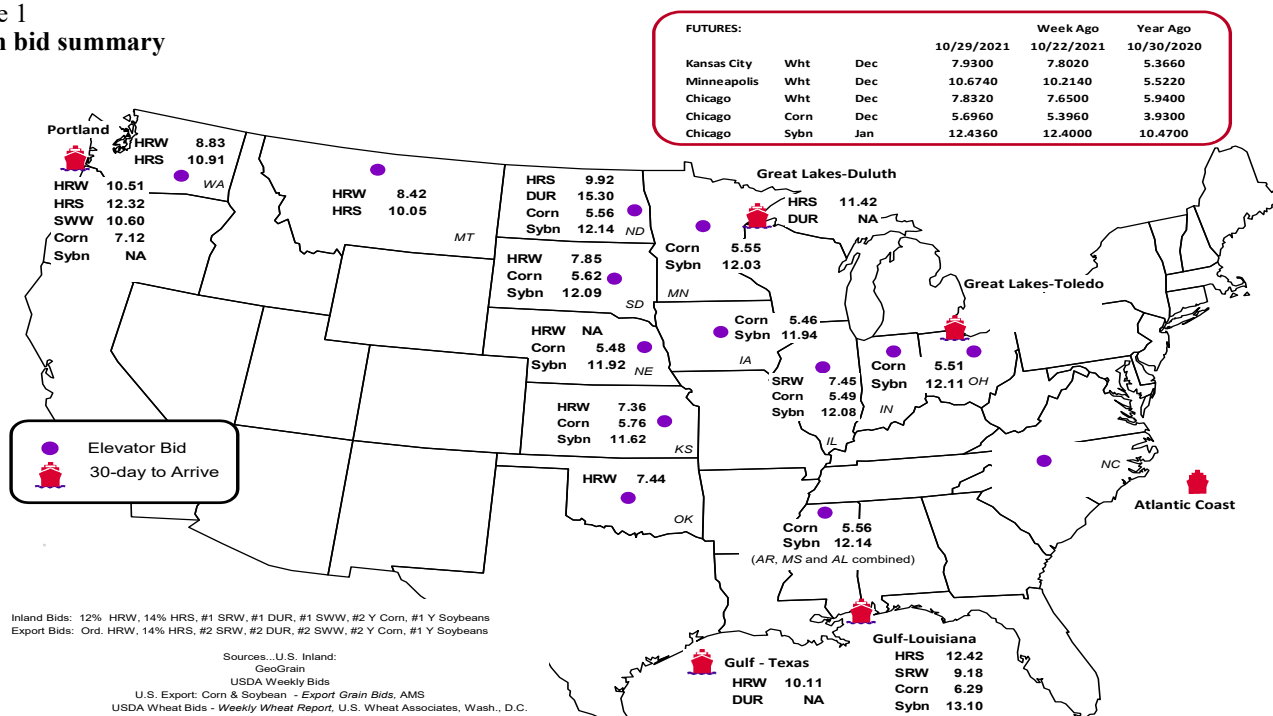 e 1
bid summary
FUTURES: Week Ago Year Ago
10/29/2021 10/22/2021 10/30/2020
Kansas City Wht Dec 7.9300 7.8020 5.3660
Minneapolis Wht Dec 10.6740 10.2140 5.5220
Chicago Wht Dec 7.8320 7.6500 5.9400
Chicago Corn Dec 5.6960 5.3960 3.9300
Chicago Sybn Jan 12.4360 12.4000 10.4700
Portland
HRW 8.83
HRS 10.91
WA
HRW 10.51
HRS 12.32
SWW 10.60
Corn 7.12
Sybn NA
HRW 8.42
HRS 10.05
MT
HRS 9.92
DUR 15.30
Corn 5.56
Sybn 12.14
ND
HRW 7.85
Corn 5.62
Sybn 12.09
SD
HRW NA
Corn 5.48
Sybn 11.92
NE
HRW 7.36
Corn 5.76
Sybn 11.62
KS
HRW 7.44
OK
Great Lakes-Duluth
HRS 11.42
DUR NA
Corn 5.55
Sybn 12.03
MN
Corn 5.46
Sybn 11.94
IA
SRW 7.45
Corn 5.49
Sybn 12.08
IL
Great Lakes-Toledo
Corn 5.51
Sybn 12.11
OH
IN
NC
Atlantic Coast
Corn 5.56
Sybn 12.14
(AR, MS and AL combined)
Elevator Bid
30-day to Arrive
Gulf - Texas
HRW 10.11
DUR NA
Gulf-Louisiana
HRS 12.42
SRW 9.18
Corn 6.29
Sybn 13.10
Inland Bids: 12% HRW, 14% HRS, #1 SRW, #1 DUR, #1 SWW, #2 Y Corn, #1 Y Soybeans
Export Bids: Ord. HRW, 14% HRS, #2 SRW, #2 DUR, #2 SWW, #2 Y Corn, #1 Y Soybeans
Sources...U.S. Inland:
GeoGrain
USDA Weekly Bids
U.S. Export: Corn & Soybean - Export Grain Bids, AMS
USDA Wheat Bids - Weekly Wheat Report, U.S. Wheat Associates, Wash., D.C.